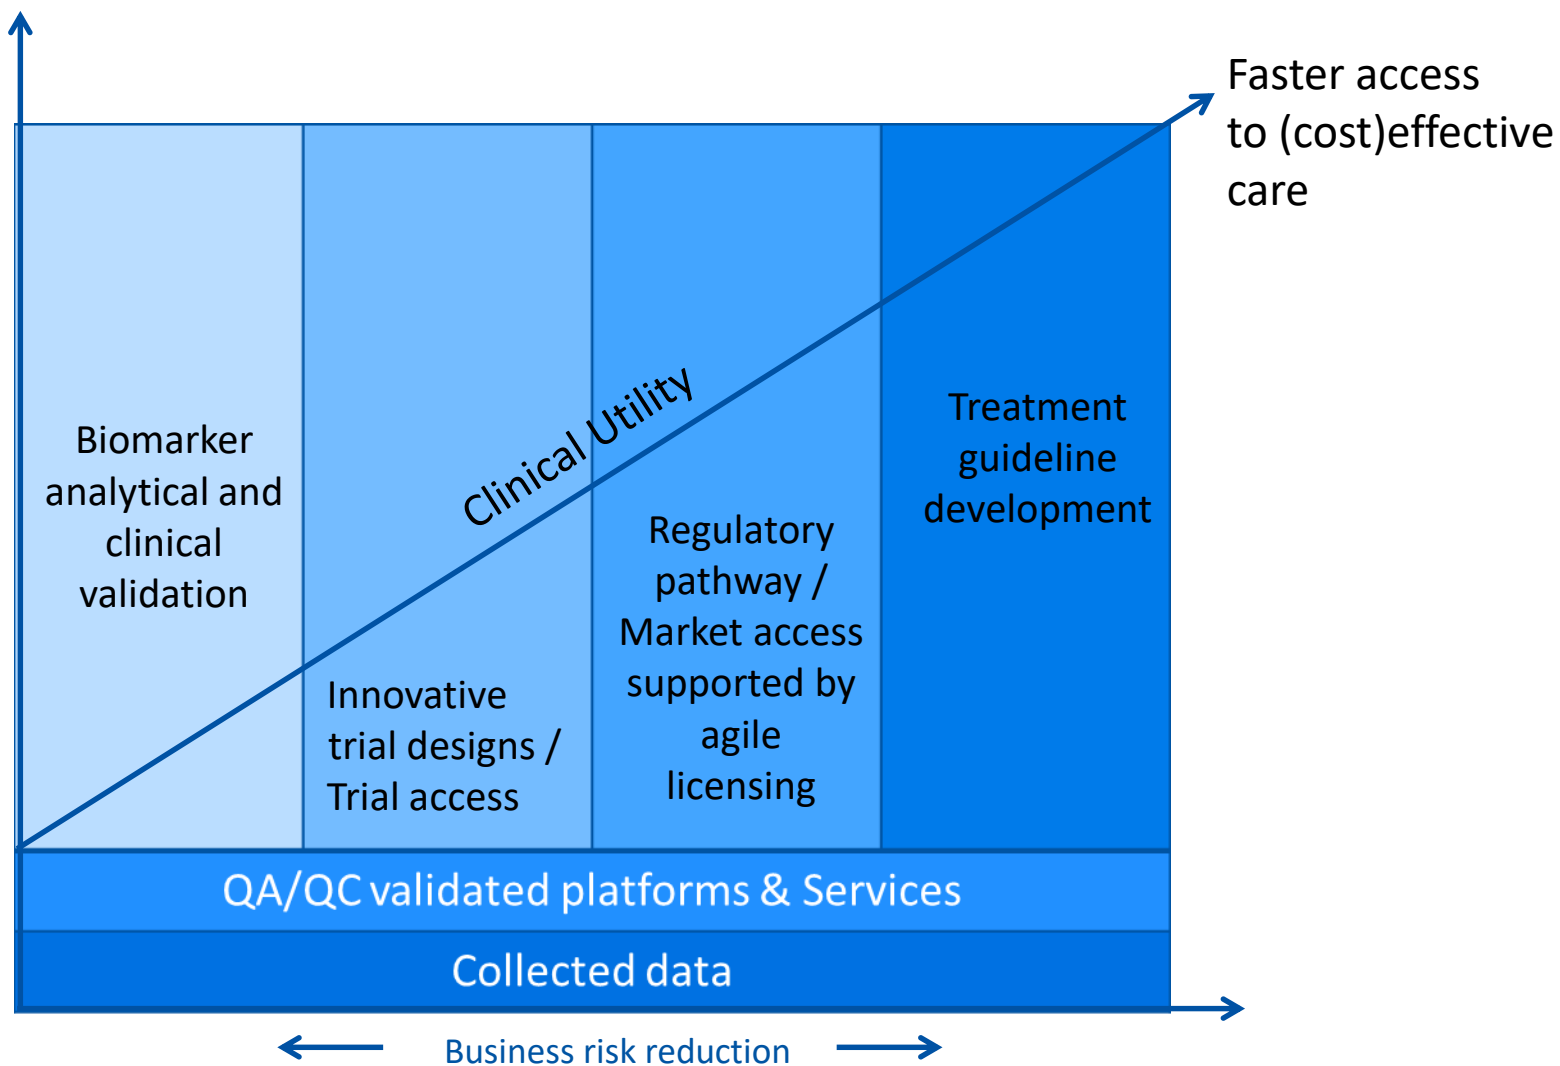 Faster access
to (cost)effective
care
Biomarker
analytical and
clinical
validation
Clinical Utility
Innovative
trial designs /
Trial access
Regulatory
pathway /
Market access
supported by
agile
licensing
Treatment
guideline
development
QA/QC validated platforms & Services
Collected data
Business risk reduction